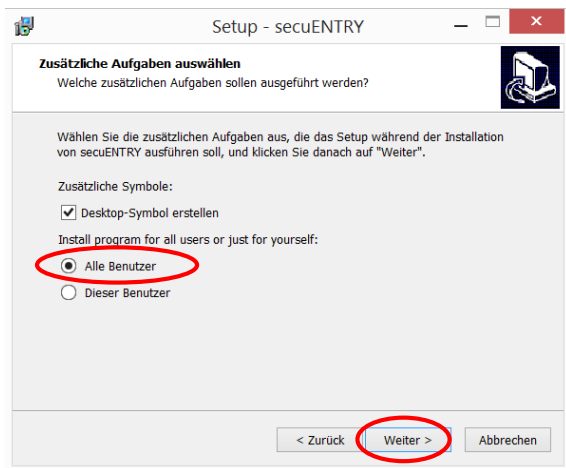 Setup - secuENTRY
Zusätzliche Aufgaben auswählen
Welche zusätzlichen Aufgaben sollen ausgeführt werden?
Wählen Sie die zusätzlichen Aufgaben aus, die das Setup während der Installation
von secuENTRY ausführen soll, und klicken Sie danach auf "Weiter".
Zusätzliche Symbole:
Desktop-Symbol erstellen
Install program for all users or just for yourself:
Alle Benutzer
Dieser Benutzer
< Zurück Weiter > Abbrechen